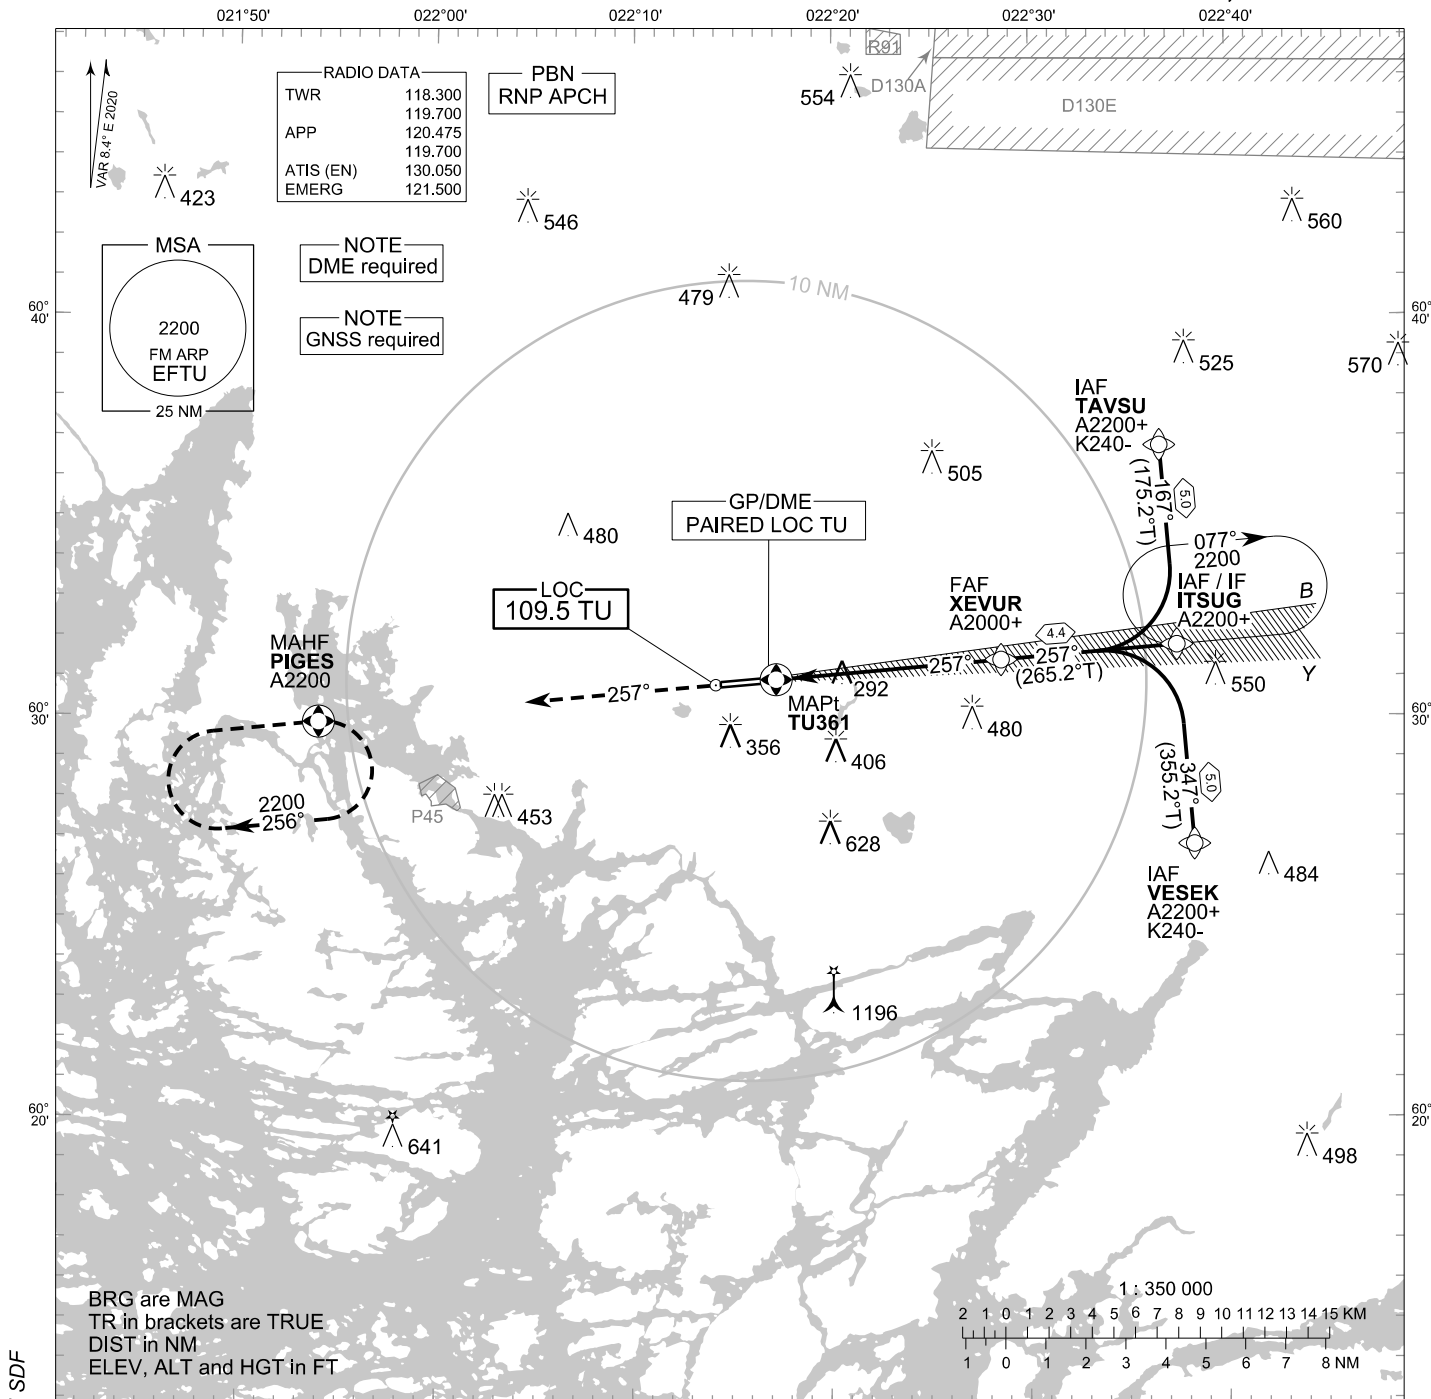 021°50' 022°00' 022°10' 022°20' 022°30' 022°40'
VAR 8.4° E 2020
RADIO DATA
TWR 118.300
119.700
APP 120.475
119.700
ATIS (EN) 130.050
EMERG 121.500
PBN
RNP APCH
R91
D130A
D130E
554
423
546
560
MSA
2200
FM ARP
EFTU
25 NM
NOTE
DME required
NOTE
GNSS required
479
10 NM
60°
40'
60°
40'
525
570
IAF
TAVSU
A2200+
K240-
167°
(175.2°T)
5.0
505
480
GP/DME
PAIRED LOC TU
LOC
109.5 TU
077°
2200
FAF
XEVUR
A2000+
IAF / IF
ITSUG
A2200+
B
Y
4.4
257°
257°
(265.2°T)
292
550
MAHF
PIGES
A2200
257°
MAPt
TU361
60°
30'
60°
30'
356
406
480
347°
(355.2°T)
5.0
2200
256°
P45
453
628
IAF
VESEK
A2200+
K240-
484
1196
60°
20'
60°
20'
641
498
BRG are MAG
TR in brackets are TRUE
DIST in NM
ELEV, ALT and HGT in FT
1 : 350 000
2 1 0 1 2 3 4 5 6 7 8 9 10 11 12 13 14 15 KM
1 0 1 2 3 4 5 6 7 8 NM
SDF